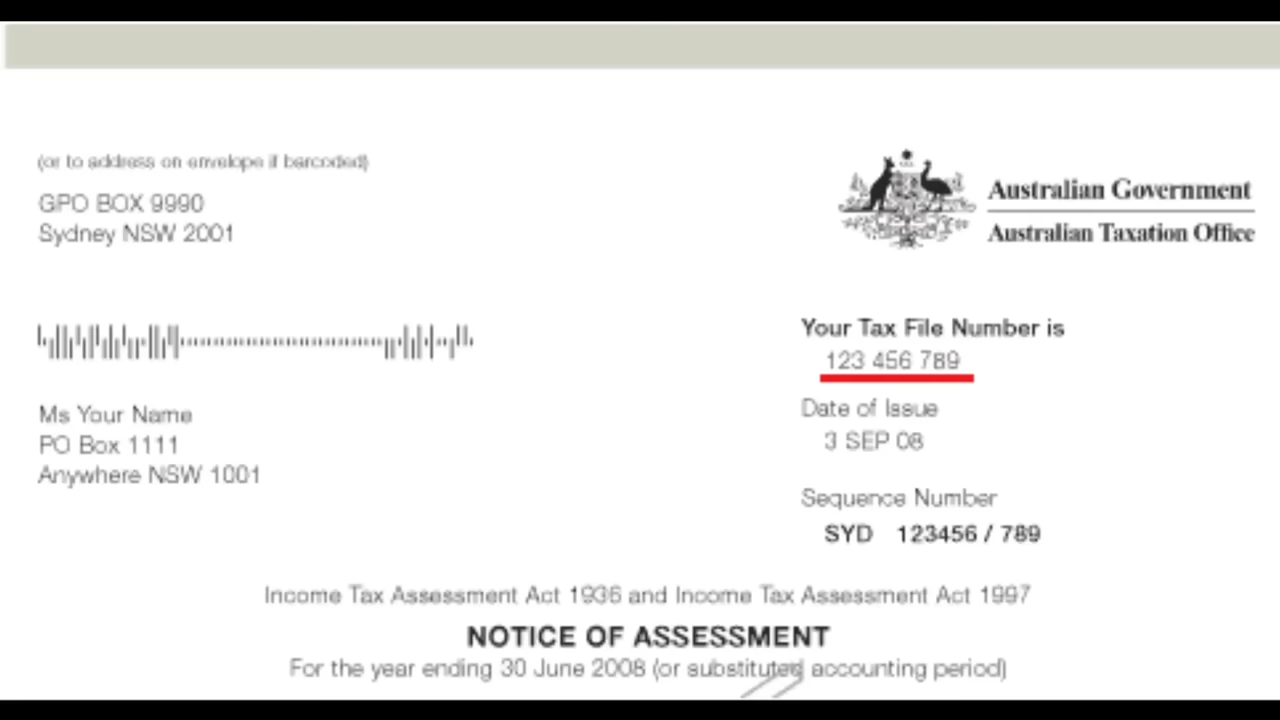 (or to address on envelope if barcoded)
GPO BOX 9990
Sydney NSW 2001
Australian Government
Australian Taxation Office
Your Tax File Number is
123 456 789
Date of Issue
3 SEP 08
Ms Your Name
PO Box 1111
Anywhere NSW 1001
Sequence Number
SYD 123456 / 789
Income Tax Assessment Act 1936 and Income Tax Assessment Act 1997
NOTICE OF ASSESSMENT
For the year ending 30 June 2008 (or substituted accounting period)